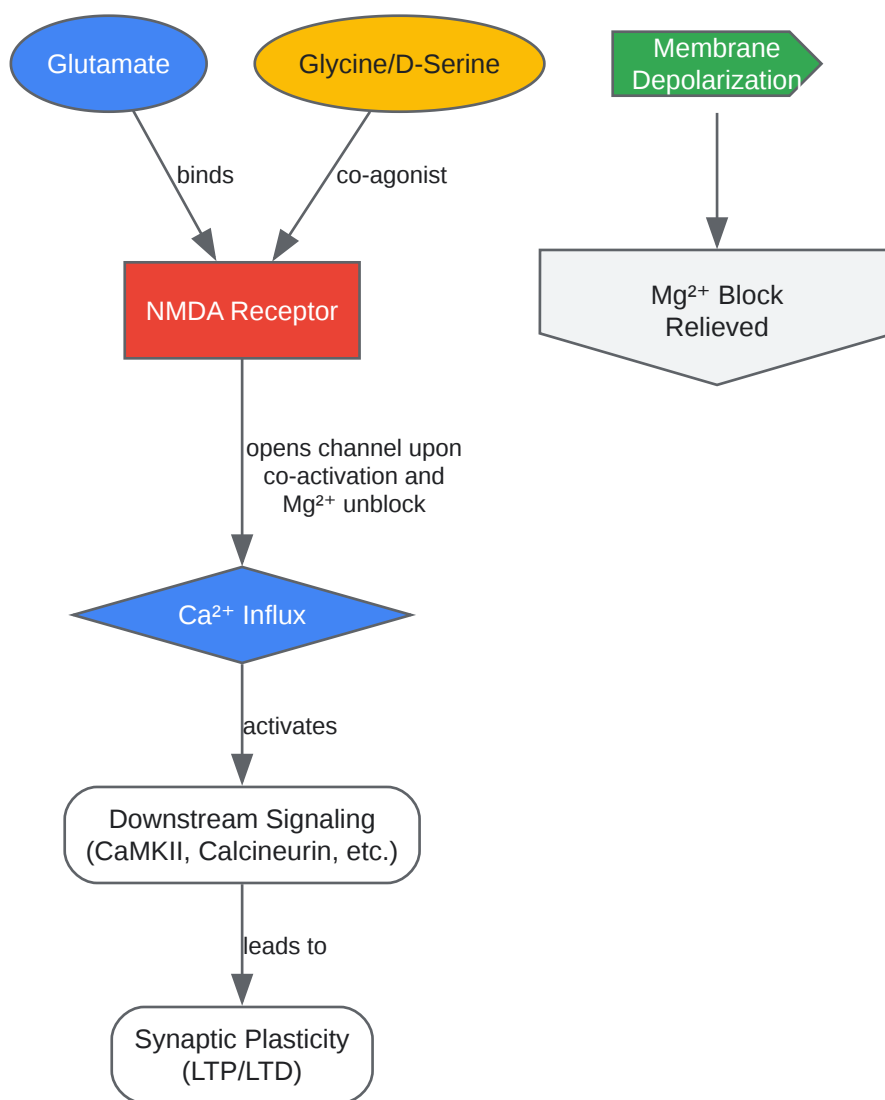 Glutamate
Glycine/D-Serine
Membrane
Depolarization
binds
co-agonist
NMDA Receptor
Mg²⁺ Block
Relieved
opens channel upon
co-activation and
Mg²⁺ unblock
Ca²⁺ Influx
activates
Downstream Signaling
(CaMKII, Calcineurin, etc.)
leads to
Synaptic Plasticity
(LTP/LTD)